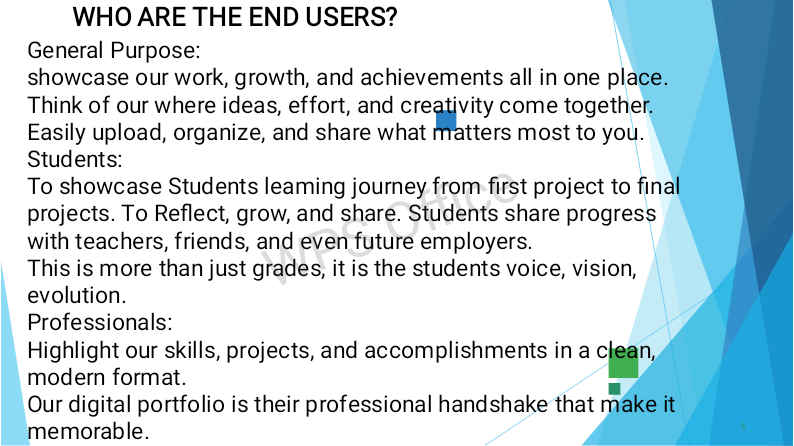 WHO ARE THE END USERS?
General Purpose:
showcase our work, growth, and achievements all in one place.
Think of our where ideas, effort, and creativity come together.
Easily upload, organize, and share what matters most to you.
Students:
To showcase Students leaming journey from first project to final
projects. To Reflect, grow, and share. Students share progress
with teachers, friends, and even future employers.
This is more than just grades, it is the students voice, vision,
evolution.
Professionals:
Highlight our skills, projects, and accomplishments in a clean,
modern format.
Our digital portfolio is their professional handshake that make it
memorable.
WPS Office